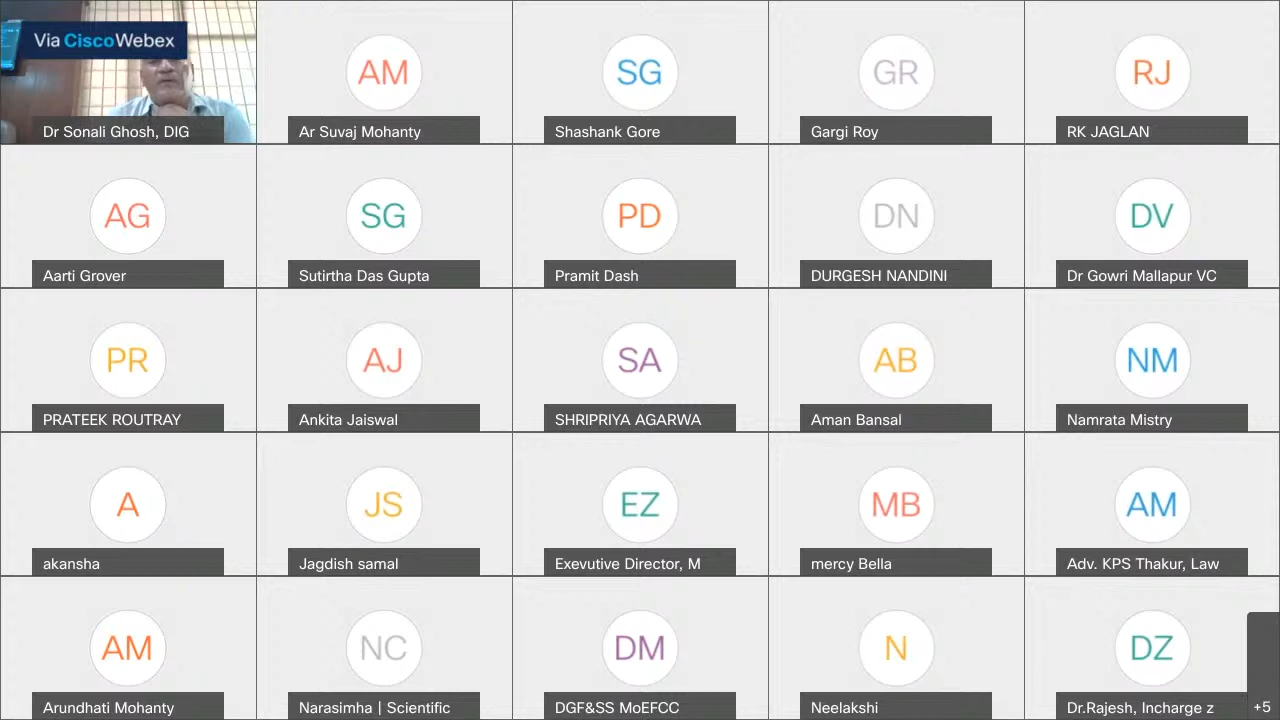 Via CiscoWebex
Dr Sonali Ghosh, DIG
AM
Ar Suvaj Mohanty
SG
Shashank Gore
GR
Gargi Roy
RJ
RK JAGLAN
AG
Aarti Grover
SG
Sutirtha Das Gupta
PD
Pramit Dash
DN
DURGESH NANDINI
DV
Dr Gowri Mallapur VC
PR
PRATEEK ROUTRAY
AJ
Ankita Jaiswal
SA
SHRIPRIYA AGARWA
AB
Aman Bansal
NM
Namrata Mistry
A
akansha
JS
Jagdish samal
EZ
Exevutive Director, M
MB
mercy Bella
AM
Adv. KPS Thakur, Law
AM
Arundhati Mohanty
NC
Narasimha | Scientific
DM
DGF&SS MoEFCC
N
Neelakshi
DZ
Dr.Rajesh, Incharge z
+5